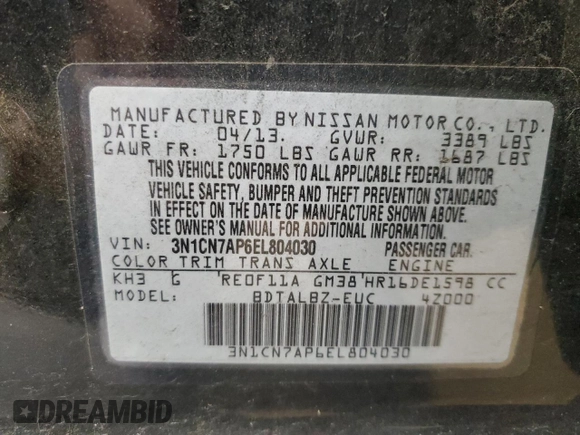 MANUFACTURED BY NISSAN MOTOR CO., LTD.
DATE: 04/13. GVWR: 3389 LBS
GAWR FR: 1750 LBS GAWR RR: 1687 LBS
THIS VEHICLE CONFORMS TO ALL APPLICABLE FEDERAL MOTOR
VEHICLE SAFETY, BUMPER AND THEFT PREVENTION STANDARDS
IN EFFECT ON THE DATE OF MANUFACTURE SHOWN ABOVE.
SEE OWNER'S MANUAL FOR ADDITIONAL INFORMATION.
VIN: 3N1CN7AP6EL804030 PASSENGER CAR.
COLOR TRIM TRANS AXLE ENGINE
KH3 G RE0F11A GM38 HR16DE1598 CC
MODEL: BDTALBZ-EUC 4Z000
3N1CN7AP6EL804030
DREAMBID